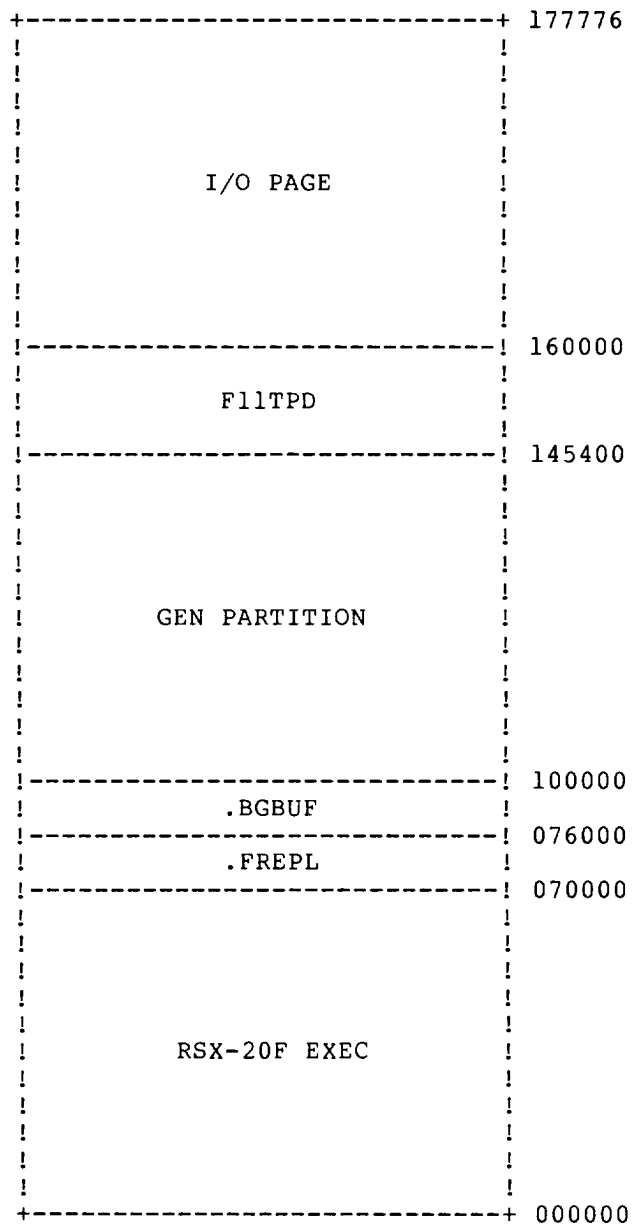 177776
I/O PAGE
160000
F11TPD
145400
GEN PARTITION
100000
.BGBUF
076000
.FREPL
070000
RSX-20F EXEC
000000